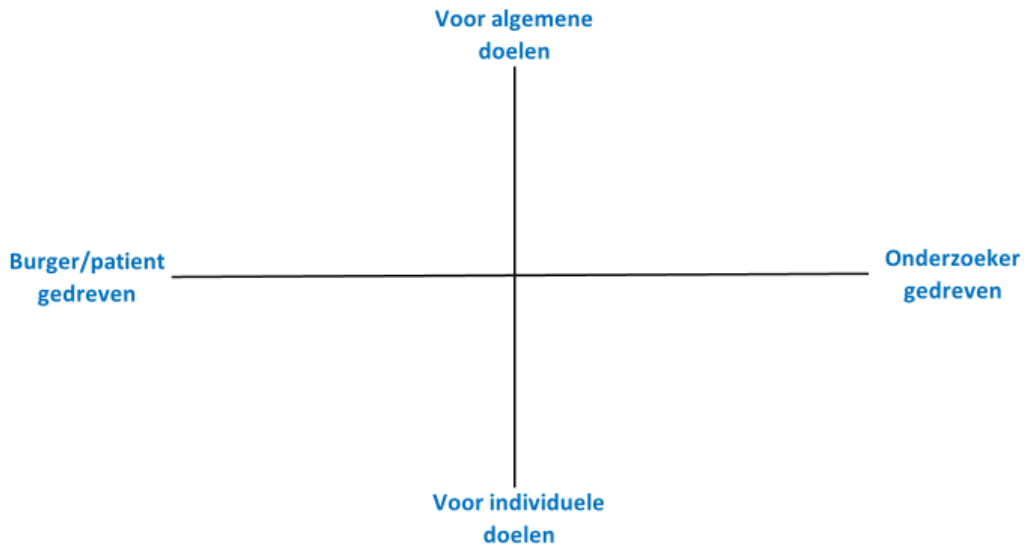 Voor algemene
doelen
Burger/patient
gedreven
Onderzoeker
gedreven
Voor individuele
doelen